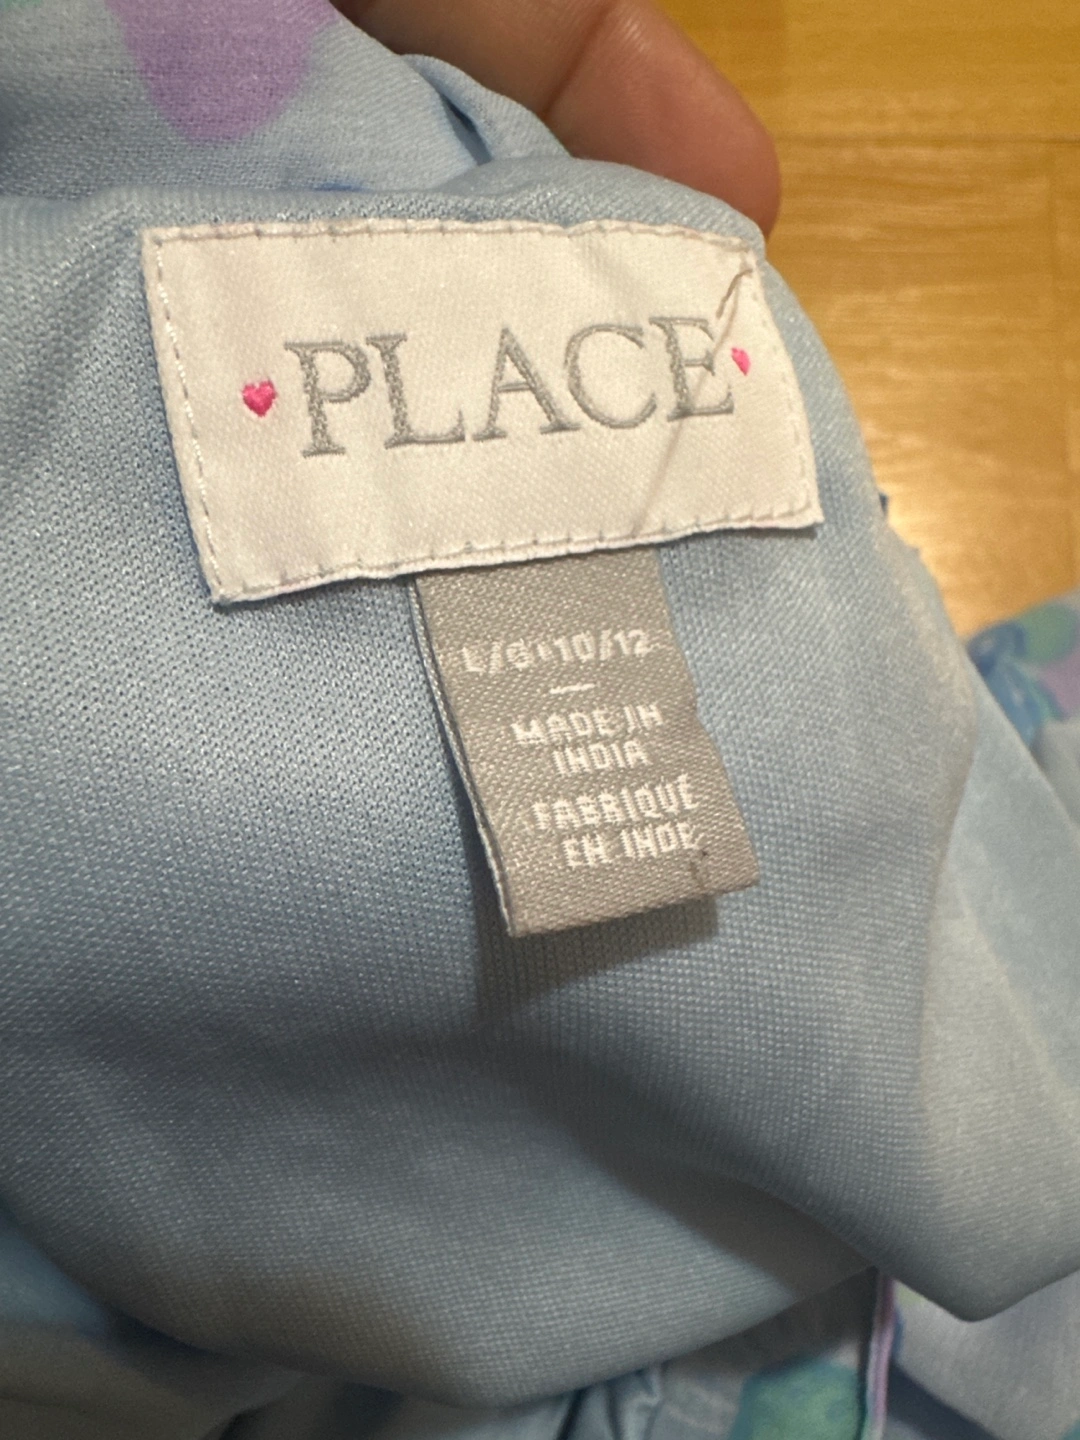 PLACE
L/G•10/12
—
MADE IN
INDIA
FABRIQUÉ
EN INDE